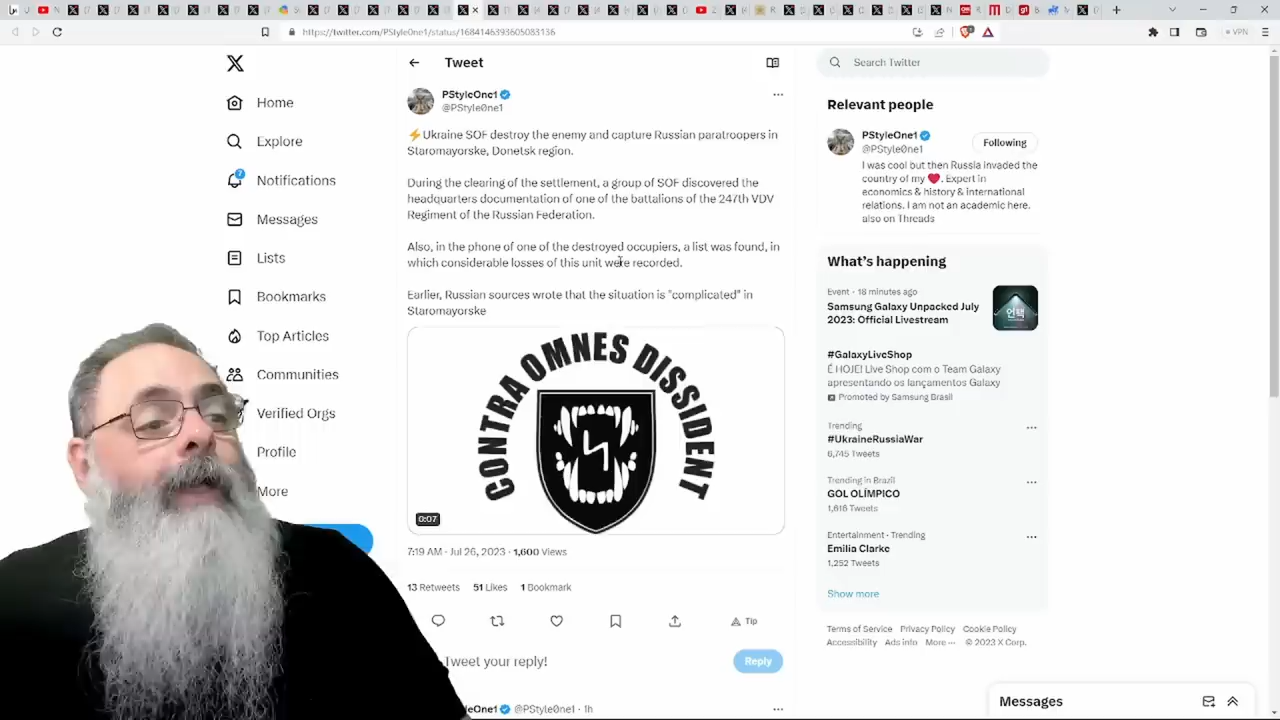 https://twitter.com/PStyle0ne1/status/1684146393605083136
VPN
Home
Explore
Notifications
Messages
Lists
Bookmarks
Top Articles
Communities
Verified Orgs
Profile
More
Tweet
PStyleOne1
@PStyle0ne1
⚡Ukraine SOF destroy the enemy and capture Russian paratroopers in
Staromayorske, Donetsk region.
During the clearing of the settlement, a group of SOF discovered the
headquarters documentation of one of the battalions of the 247th VDV
Regiment of the Russian Federation.
Also, in the phone of one of the destroyed occupiers, a list was found, in
which considerable losses of this unit were recorded.
Earlier, Russian sources wrote that the situation is "complicated" in
Staromayorske
CONTRA OMNES DISSIDENT
0:07
7:19 AM · Jul 26, 2023 · 1,600 Views
13 Retweets 51 Likes 1 Bookmark
Tip
Tweet your reply!
Reply
eOne1 @PStyle0ne1 · 1h
Search Twitter
Relevant people
PStyleOne1
@PStyle0ne1
Following
I was cool but then Russia invaded the
country of my ❤. Expert in
economics & history & international
relations. I am not an academic here.
also on Threads
What's happening
Event · 18 minutes ago
Samsung Galaxy Unpacked July
2023: Official Livestream
언팩
#GalaxyLiveShop
É HOJE! Live Shop com o Team Galaxy
apresentando os lançamentos Galaxy
Promoted by Samsung Brasil
Trending
#UkraineRussiaWar
6,745 Tweets
Trending in Brazil
GOL OLÍMPICO
1,616 Tweets
Entertainment · Trending
Emilia Clarke
1,252 Tweets
Show more
Terms of Service Privacy Policy Cookie Policy
Accessibility Ads info More ··· © 2023 X Corp.
Messages